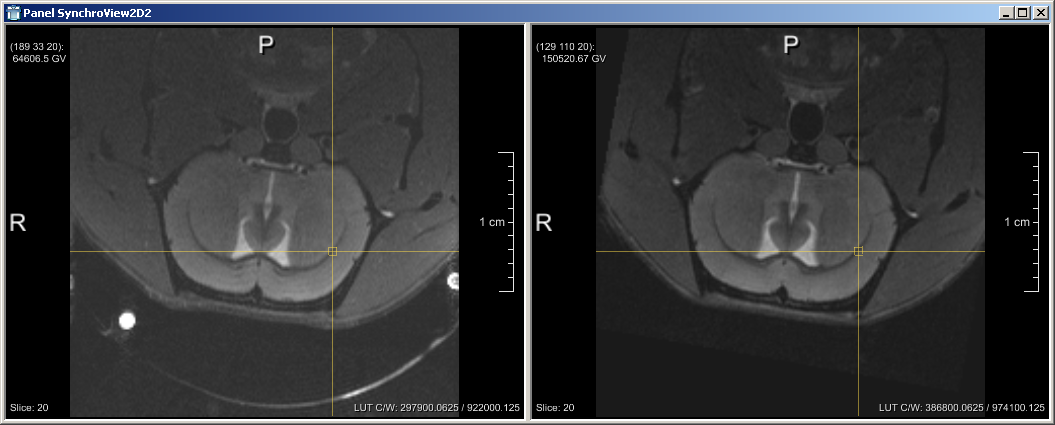 Panel SynchroView2D2
(189 33 20):
64606.5 GV
P
R
1 cm
Slice: 20
LUT C/W: 297900.0625 / 922000.125
(129 110 20):
150520.67 GV
P
R
1 cm
Slice: 20
LUT C/W: 386800.0625 / 974100.125